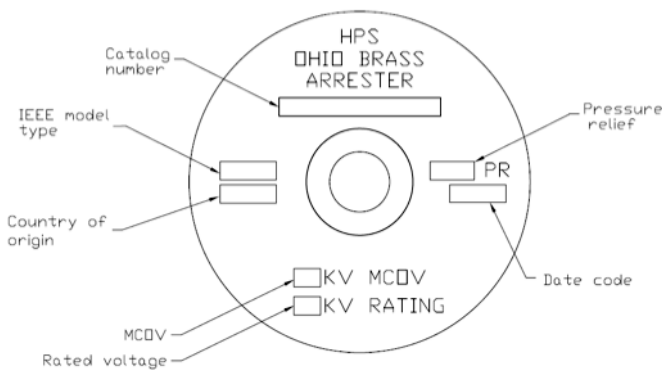 HPS
OHIO BRASS
ARRESTER
Catalog
number
IEEE model
type
Pressure
relief
PR
Country of
origin
Date code
KV MCOV
KV RATING
MCOV
Rated voltage